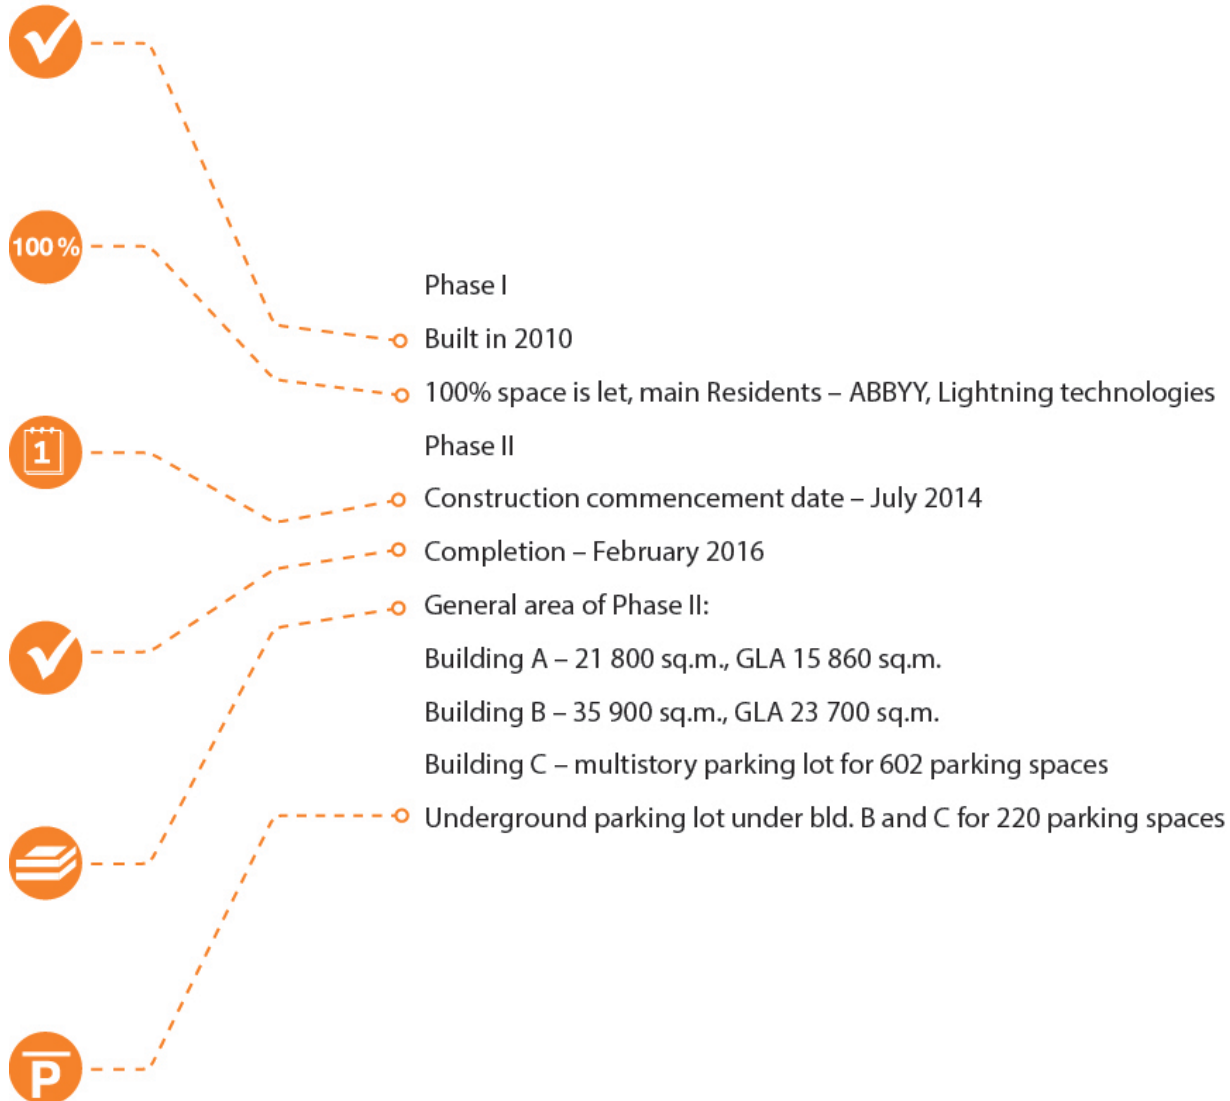 100%
1
P
Phase I
Built in 2010
100% space is let, main Residents – ABBYY, Lightning technologies
Phase II
Construction commencement date – July 2014
Completion – February 2016
General area of Phase II:
Building A – 21 800 sq.m., GLA 15 860 sq.m.
Building B – 35 900 sq.m., GLA 23 700 sq.m.
Building C – multistory parking lot for 602 parking spaces
Underground parking lot under bld. B and C for 220 parking spaces